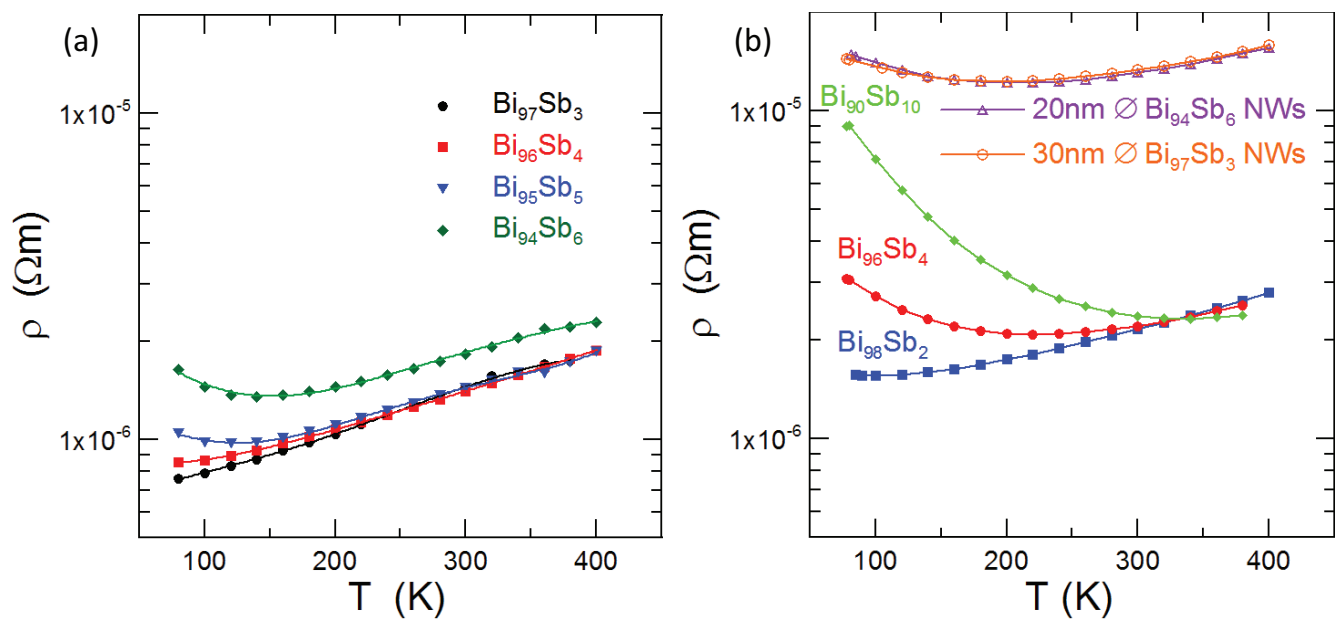 (a)
Bi₉₇Sb₃
Bi₉₆Sb₄
Bi₉₅Sb₅
Bi₉₄Sb₆
1x10⁻⁵
1x10⁻⁶
ρ (Ωm)
100 200 300 400
T (K)
(b)
Bi₉₀Sb₁₀
20nm ∅ Bi₉₄Sb₆ NWs
30nm ∅ Bi₉₇Sb₃ NWs
Bi₉₆Sb₄
Bi₉₈Sb₂
1x10⁻⁵
1x10⁻⁶
ρ (Ωm)
100 200 300 400
T (K)